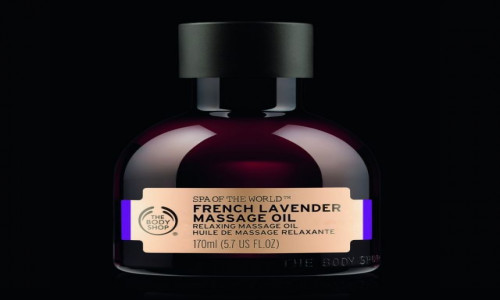 SPA OF THE WORLD™
FRENCH LAVENDER
MASSAGE OIL
RELAXING MASSAGE OIL
HUILE DE MASSAGE RELAXANTE
170ml (5.7 US FL.OZ)
THE
BODY
SHOP®
THE BODY SHOP